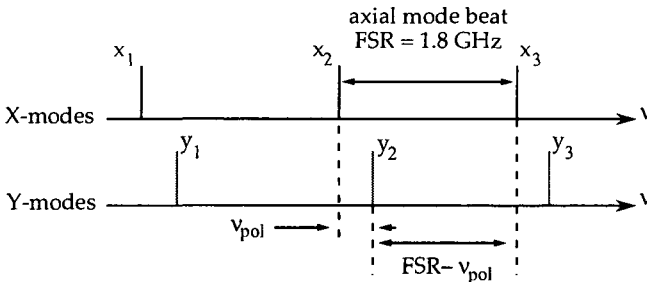 axial mode beat
FSR = 1.8 GHz
x1 x2 x3
X-modes ν
y1 y2 y3
Y-modes ν
νpol
FSR– νpol